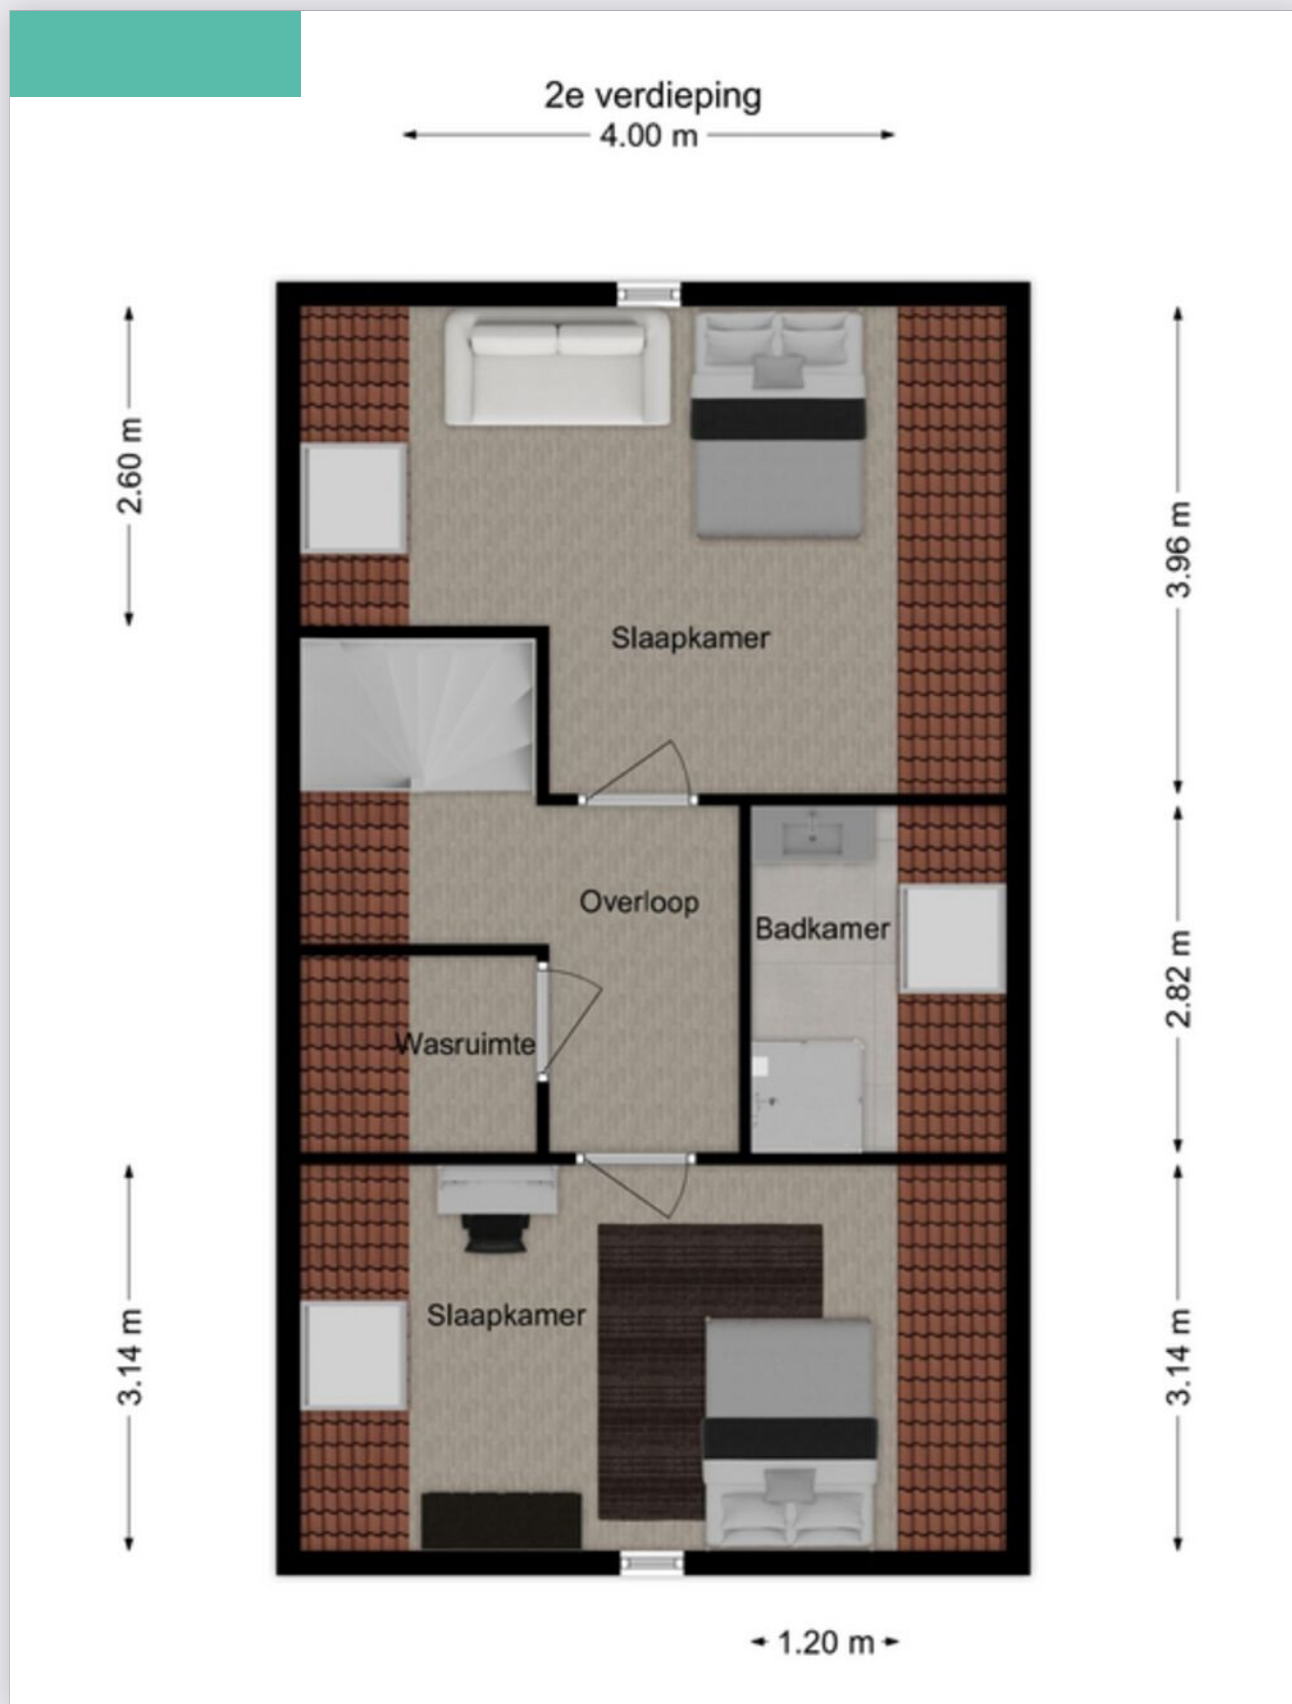 2e verdieping
4.00 m
2.60 m
3.96 m
Slaapkamer
Overloop
Badkamer
2.82 m
Wasruimte
Slaapkamer
3.14 m
3.14 m
1.20 m